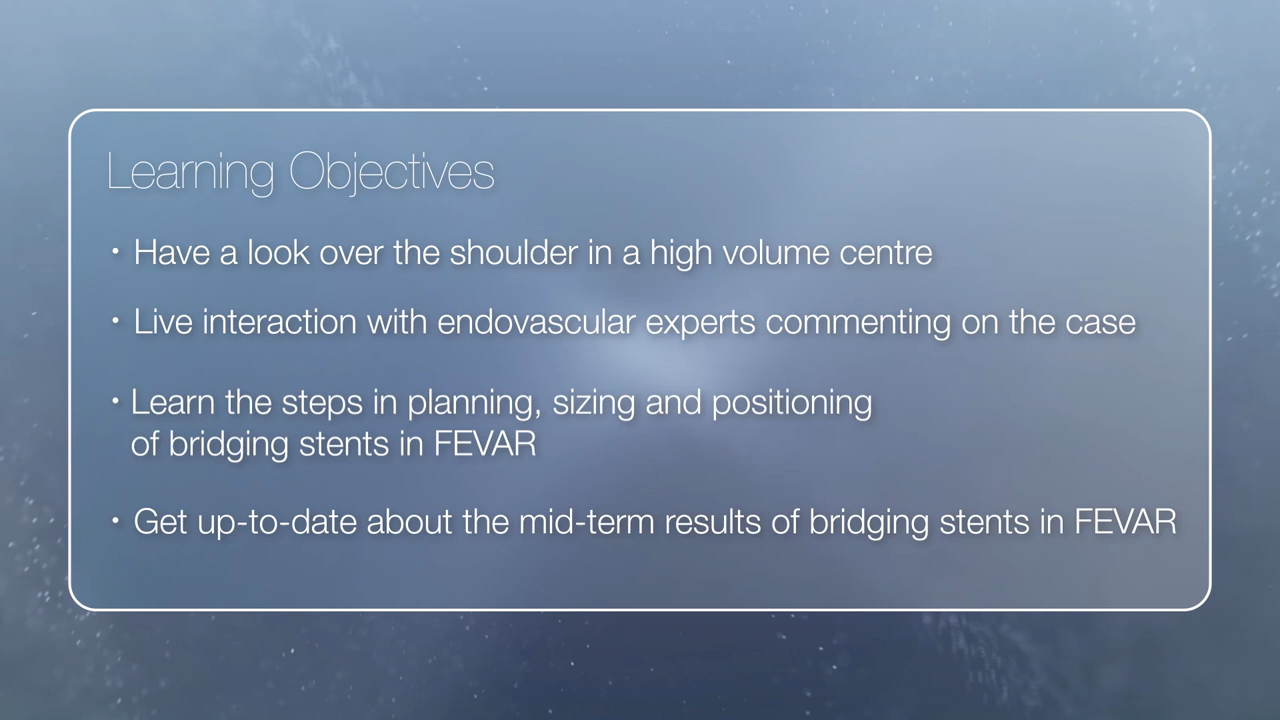 Learning Objectives
• Have a look over the shoulder in a high volume centre
• Live interaction with endovascular experts commenting on the case
• Learn the steps in planning, sizing and positioning
of bridging stents in FEVAR
• Get up-to-date about the mid-term results of bridging stents in FEVAR